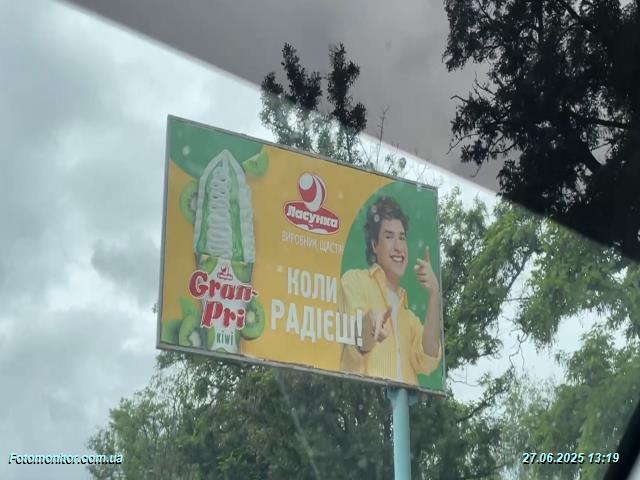 Ласунка
ВИРОБНИК ЩАСТЯ
Gran-
Pri
kiwi
КОЛИ
РАДІЄШ!
Fotomonitor.com.ua
27.06.2025 13:19